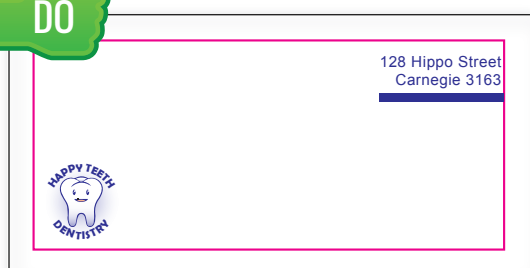 DO
128 Hippo Street
Carnegie 3163
HAPPY TEETH
DENTISTRY